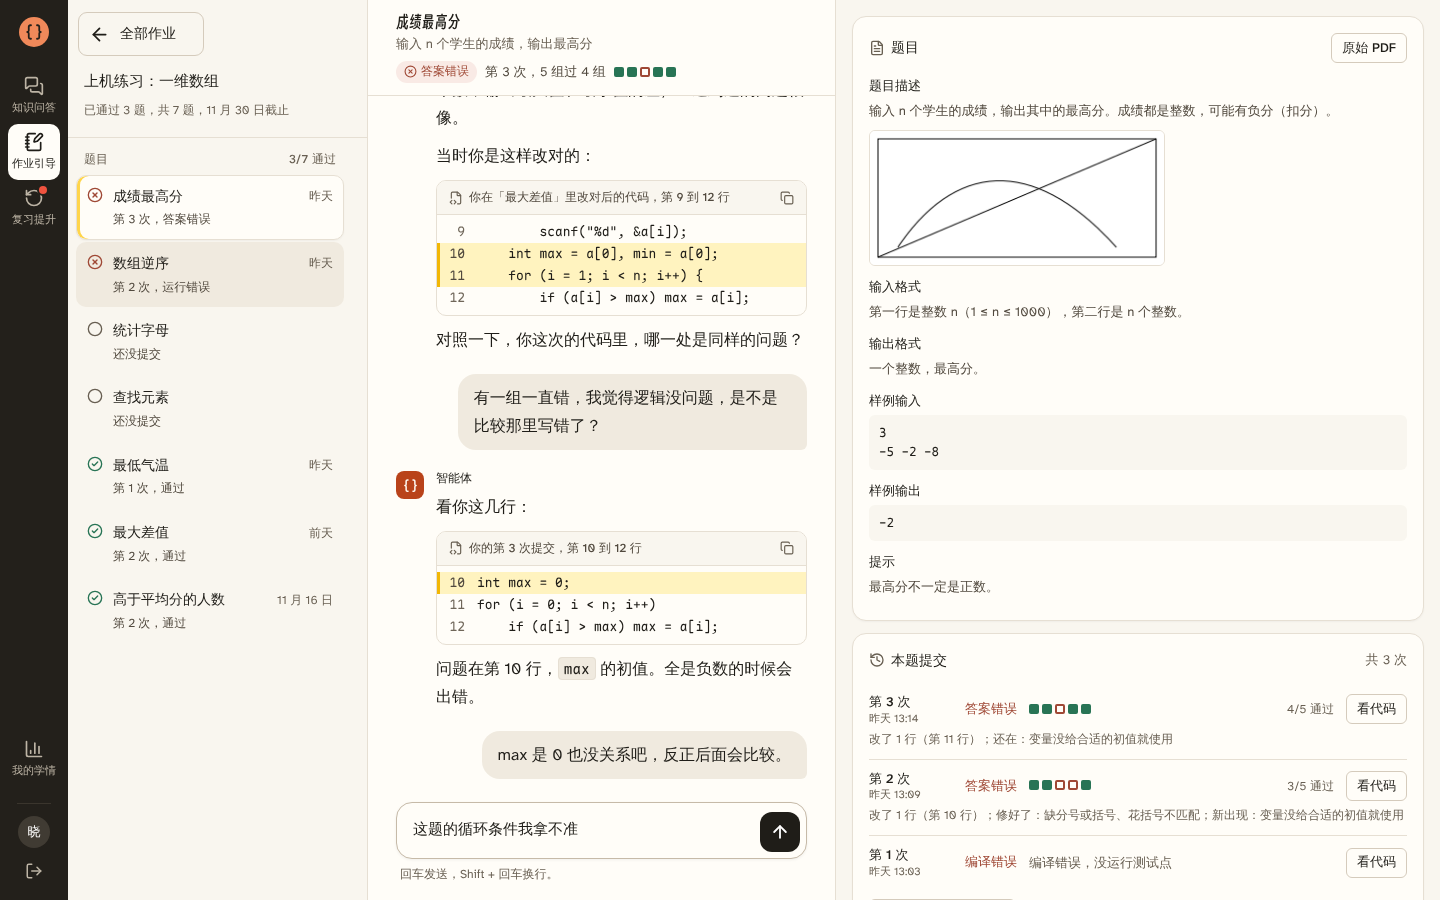 { }
知识问答
作业引导
复习提升
我的学情
晓
全部作业
上机练习：一维数组
已通过 3 题，共 7 题，11 月 30 日截止
题目
3/7 通过
成绩最高分
昨天
第 3 次，答案错误
数组逆序
昨天
第 2 次，运行错误
统计字母
还没提交
查找元素
还没提交
最低气温
昨天
第 1 次，通过
最大差值
前天
第 2 次，通过
高于平均分的人数
11 月 16 日
第 2 次，通过
成绩最高分
输入 n 个学生的成绩，输出最高分
答案错误
第 3 次，5 组过 4 组
像。
当时你是这样改对的：
你在「最大差值」里改对后的代码，第 9 到 12 行
9 scanf("%d", &a[i]);
10 int max = a[0], min = a[0];
11 for (i = 1; i < n; i++) {
12 if (a[i] > max) max = a[i];
对照一下，你这次的代码里，哪一处是同样的问题？
有一组一直错，我觉得逻辑没问题，是不是
比较那里写错了？
{ }
智能体
看你这几行：
你的第 3 次提交，第 10 到 12 行
10 int max = 0;
11 for (i = 0; i < n; i++)
12 if (a[i] > max) max = a[i];
问题在第 10 行，max 的初值。全是负数的时候会
出错。
max 是 0 也没关系吧，反正后面会比较。
这题的循环条件我拿不准
回车发送，Shift + 回车换行。
题目
原始 PDF
题目描述
输入 n 个学生的成绩，输出其中的最高分。成绩都是整数，可能有负分（扣分）。
输入格式
第一行是整数 n（1 ≤ n ≤ 1000），第二行是 n 个整数。
输出格式
一个整数，最高分。
样例输入
3
-5 -2 -8
样例输出
-2
提示
最高分不一定是正数。
本题提交
共 3 次
第 3 次
昨天 13:14
答案错误
4/5 通过
看代码
改了 1 行（第 11 行）；还在：变量没给合适的初值就使用
第 2 次
昨天 13:09
答案错误
3/5 通过
看代码
改了 1 行（第 10 行）；修好了：缺分号或括号、花括号不匹配；新出现：变量没给合适的初值就使用
第 1 次
昨天 13:03
编译错误
编译错误，没运行测试点
看代码